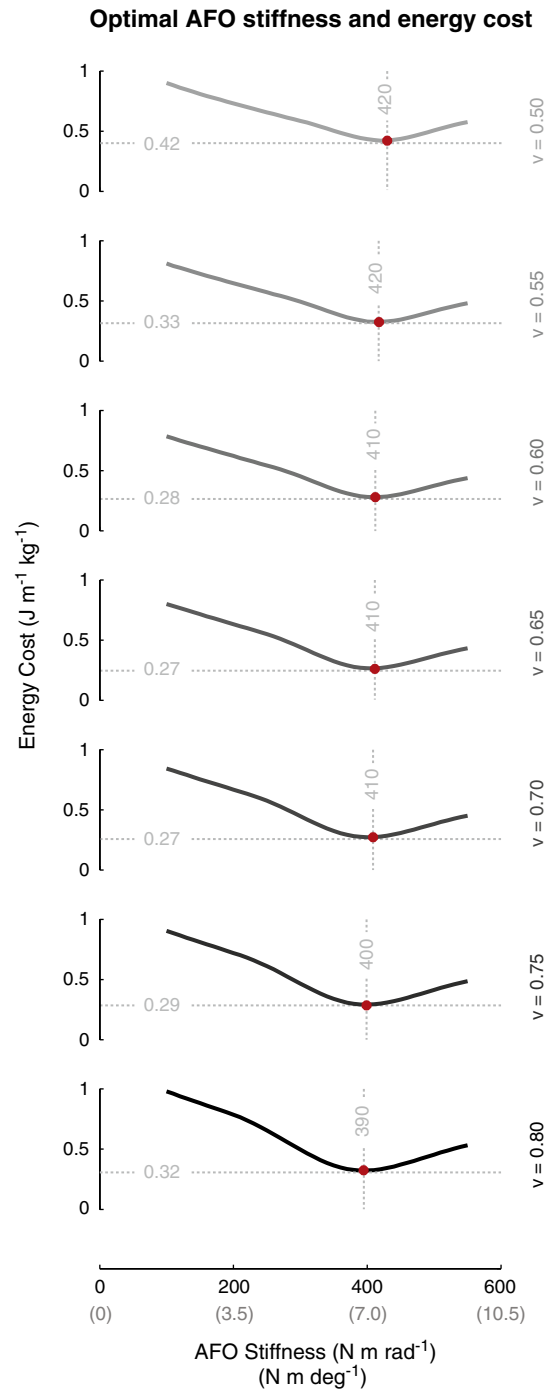 Optimal AFO stiffness and energy cost
1
0.5
0
0.42
420
v = 0.50
1
0.5
0
0.33
420
v = 0.55
1
0.5
0
0.28
410
v = 0.60
Energy Cost (J m⁻¹ kg⁻¹)
1
0.5
0
0.27
410
v = 0.65
1
0.5
0
0.27
410
v = 0.70
1
0.5
0
0.29
400
v = 0.75
1
0.5
0
0.32
390
v = 0.80
0 200 400 600
(0) (3.5) (7.0) (10.5)
AFO Stiffness (N m rad⁻¹)
(N m deg⁻¹)